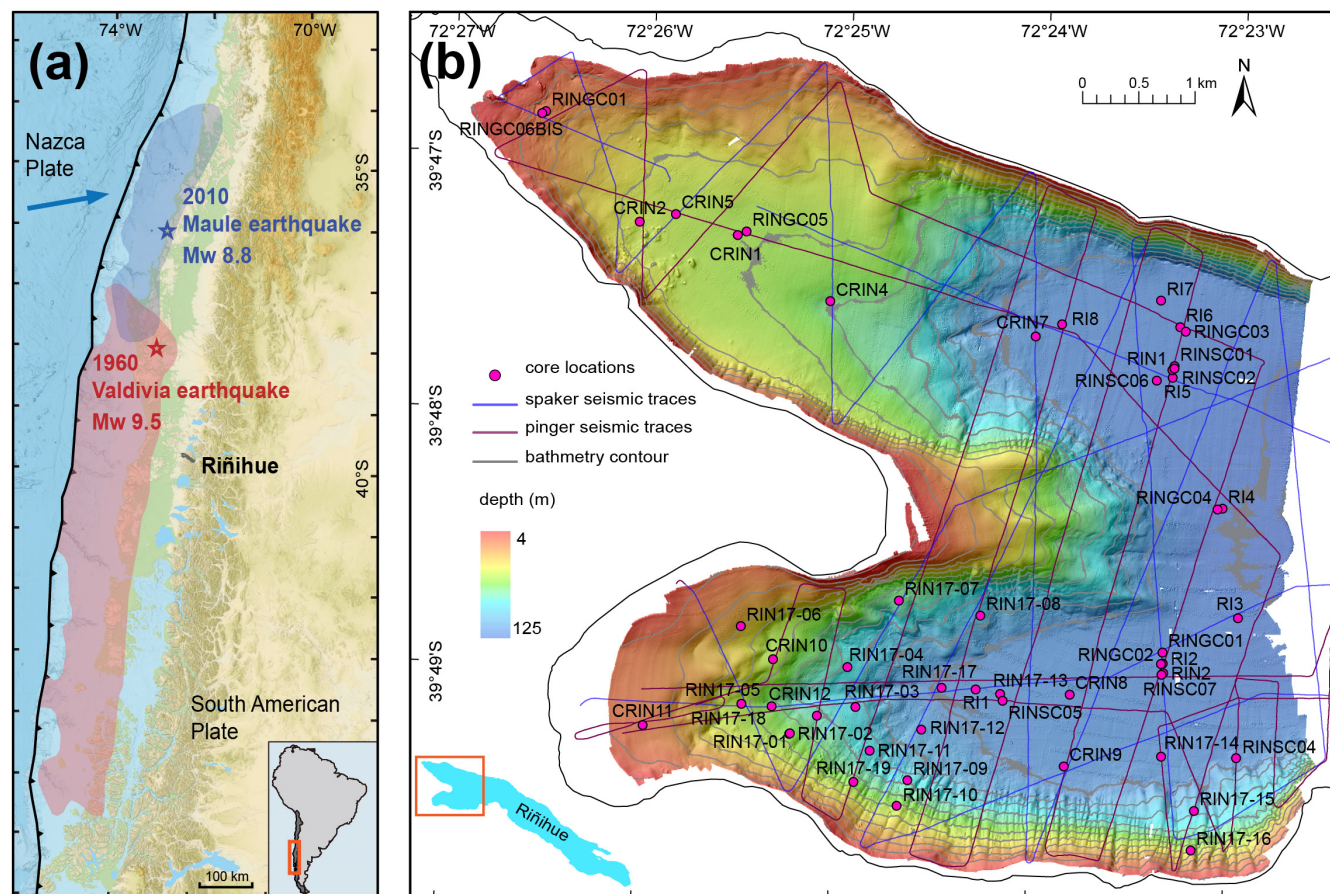 (a)
74°W
70°W
Nazca
Plate
35°S
2010
Maule earthquake
Mw 8.8
1960
Valdivia earthquake
Mw 9.5
Riñihue
40°S
South American
Plate
100 km
(b)
72°27'W
72°26'W
72°25'W
72°24'W
72°23'W
N
0 0.5 1 km
39°47'S
39°48'S
39°49'S
RINGC01
RINGC06BIS
CRIN2
CRIN5
RINGC05
CRIN1
CRIN4
CRIN7
RI8
RI7
RI6
RINGC03
RIN1
RINSC01
RINSC02
RINSC06
RI5
core locations
spaker seismic traces
pinger seismic traces
bathmetry contour
depth (m)
4
125
RINGC04
RI4
RI3
RIN17-07
RIN17-08
RIN17-06
CRIN10
RIN17-04
RINGC01
RINGC02
RI2
RIN2
RINSC07
RIN17-17
RIN17-13
CRIN8
RIN17-05
CRIN12
RIN17-03
RI1
RINSC05
CRIN11
RIN17-18
RIN17-02
RIN17-12
RIN17-01
RIN17-11
CRIN9
RIN17-14
RINSC04
RIN17-19
RIN17-09
RIN17-10
RIN17-15
RIN17-16
Riñihue